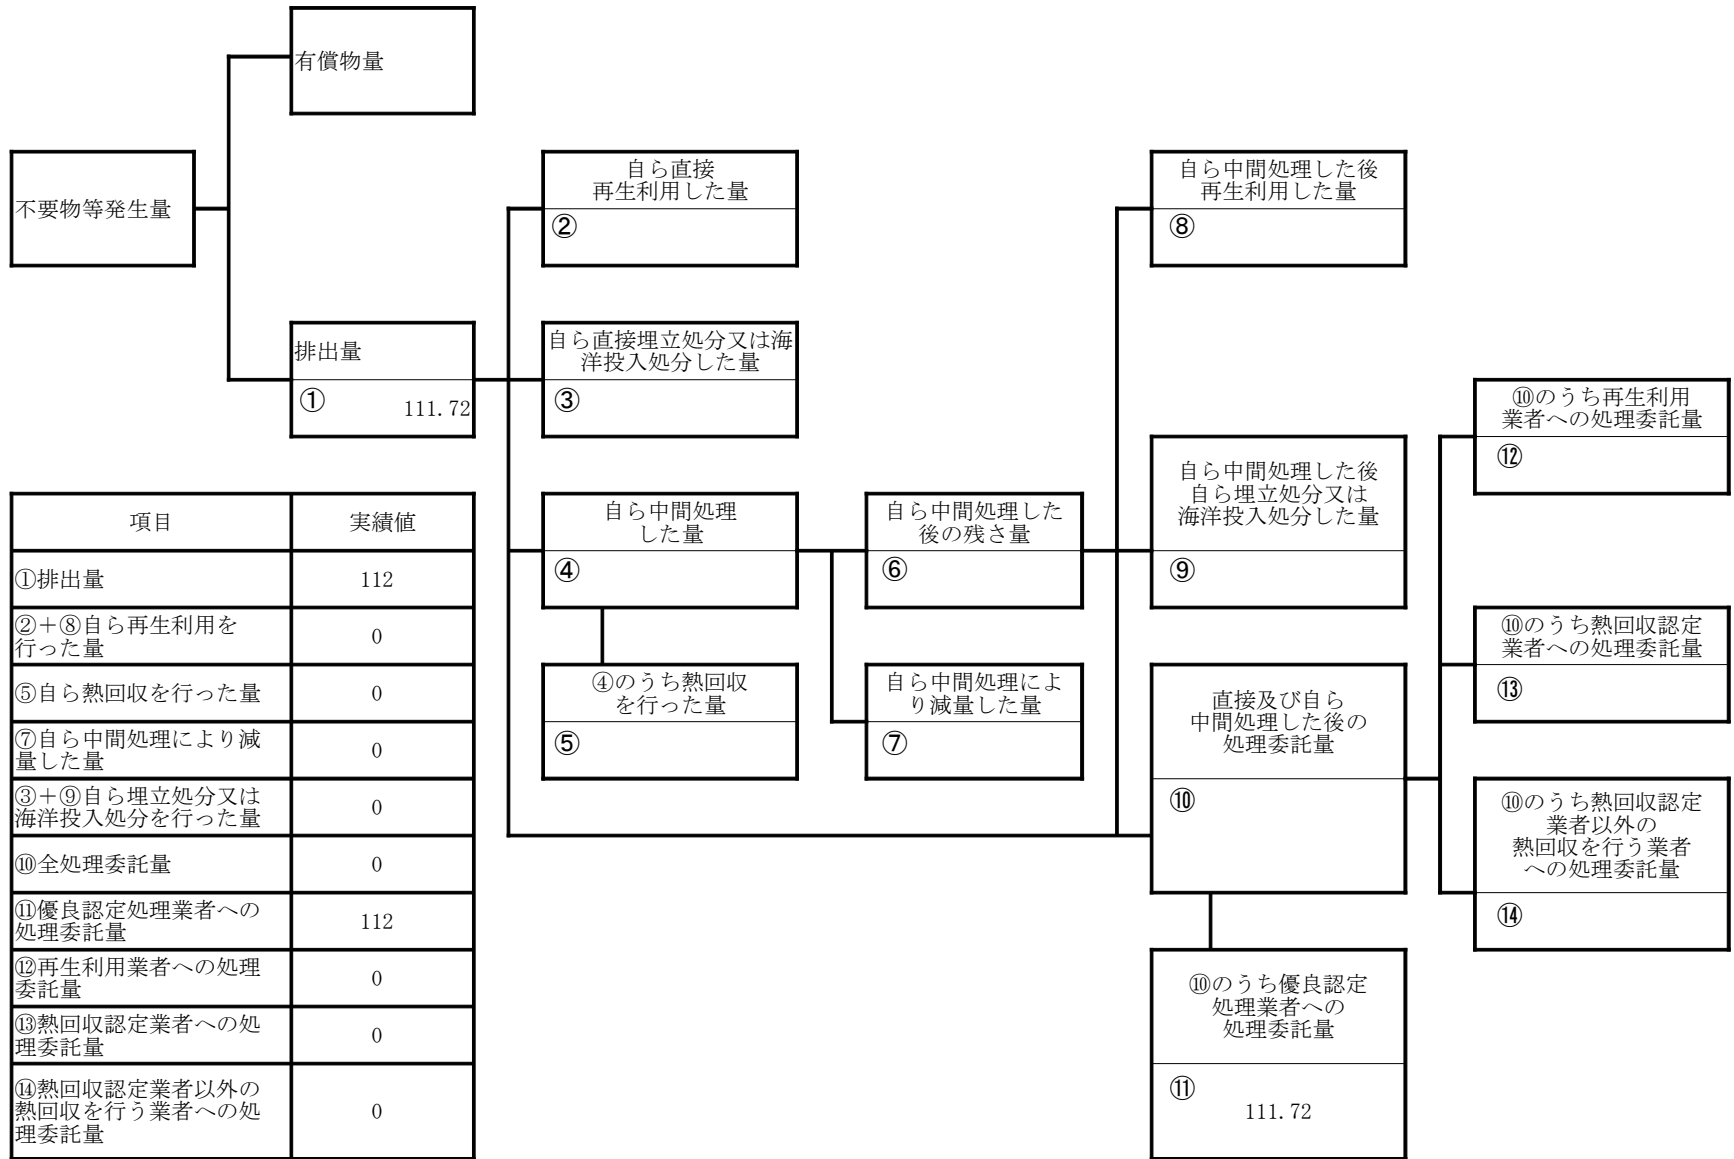 有償物量
不要物等発生量
自ら直接
再生利用した量
②
自ら中間処理した後
再生利用した量
⑧
排出量
① 111.72
自ら直接埋立処分又は海
洋投入処分した量
③
⑩のうち再生利用
業者への処理委託量
⑫
自ら中間処理
した量
④
自ら中間処理した
後の残さ量
⑥
自ら中間処理した後
自ら埋立処分又は
海洋投入処分した量
⑨
⑩のうち熱回収認定
業者への処理委託量
⑬
④のうち熱回収
を行った量
⑤
自ら中間処理によ
り減量した量
⑦
直接及び自ら
中間処理した後の
処理委託量
⑩
⑩のうち熱回収認定
業者以外の
熱回収を行う業者
への処理委託量
⑭
⑩のうち優良認定
処理業者への
処理委託量
⑪
111.72
項目 実績値
①排出量 112
②+⑧自ら再生利用を
行った量 0
⑤自ら熱回収を行った量 0
⑦自ら中間処理により減
量した量 0
③+⑨自ら埋立処分又は
海洋投入処分を行った量 0
⑩全処理委託量 0
⑪優良認定処理業者への
処理委託量 112
⑫再生利用業者への処理
委託量 0
⑬熱回収認定業者への処
理委託量 0
⑭熱回収認定業者以外の
熱回収を行う業者への処 0
理委託量